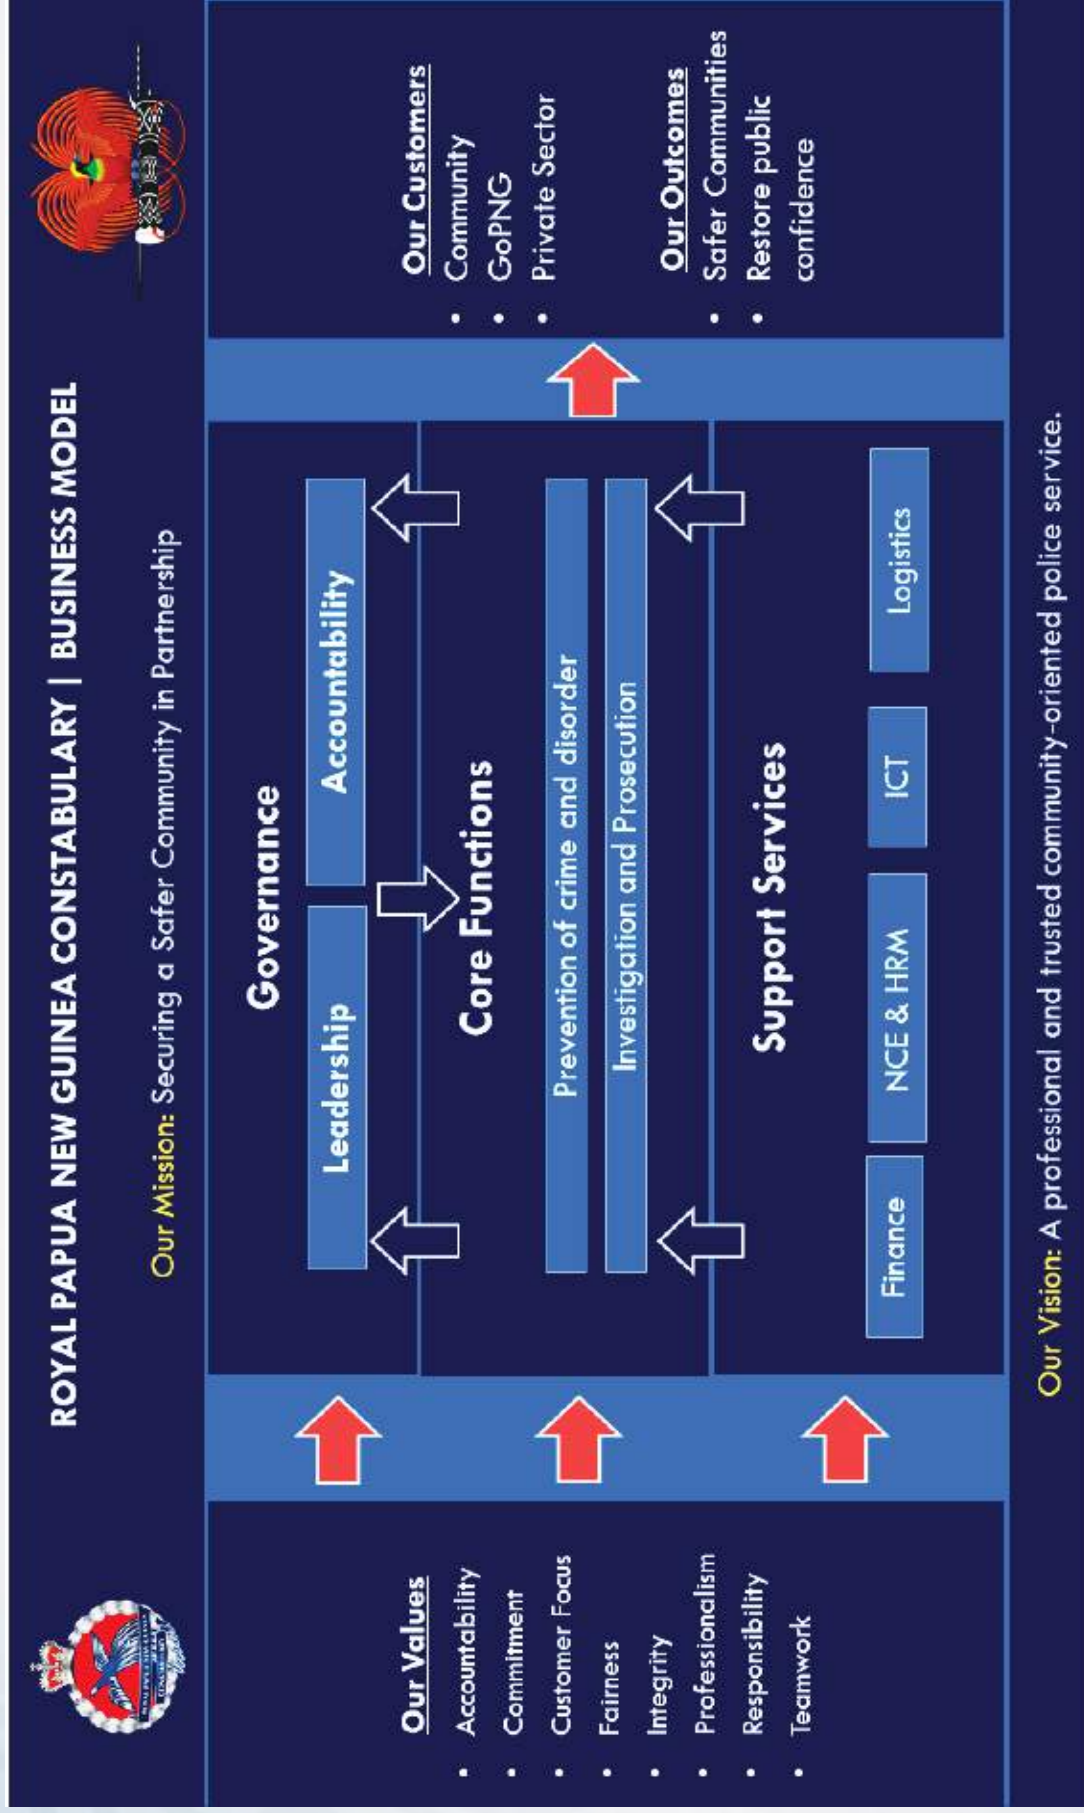 ROYAL PAPUA NEW GUINEA CONSTABULARY | BUSINESS MODEL
Our Mission: Securing a Safer Community in Partnership
Our Values
• Accountability
• Commitment
• Customer Focus
• Fairness
• Integrity
• Professionalism
• Responsibility
• Teamwork
Governance
Leadership
Accountability
Core Functions
Prevention of crime and disorder
Investigation and Prosecution
Support Services
Finance
NCE & HRM
ICT
Logistics
Our Customers
• Community
• GoPNG
• Private Sector
Our Outcomes
• Safer Communities
• Restore public
confidence
Our Vision: A professional and trusted community-oriented police service.